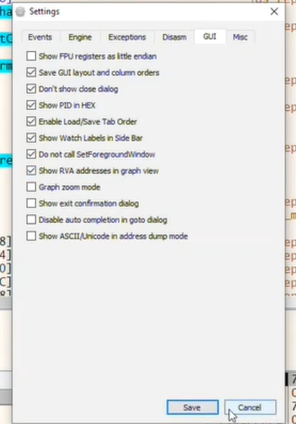 Settings
Events Engine Exceptions Disasm GUI Misc
Show FPU registers as little endian
Save GUI layout and column orders
Don't show close dialog
Show PID in HEX
Enable Load/Save Tab Order
Show Watch Labels in Side Bar
Do not call SetForegroundWindow
Show RVA addresses in graph view
Graph zoom mode
Show exit confirmation dialog
Disable auto completion in goto dialog
Show ASCII/Unicode in address dump mode
Save Cancel